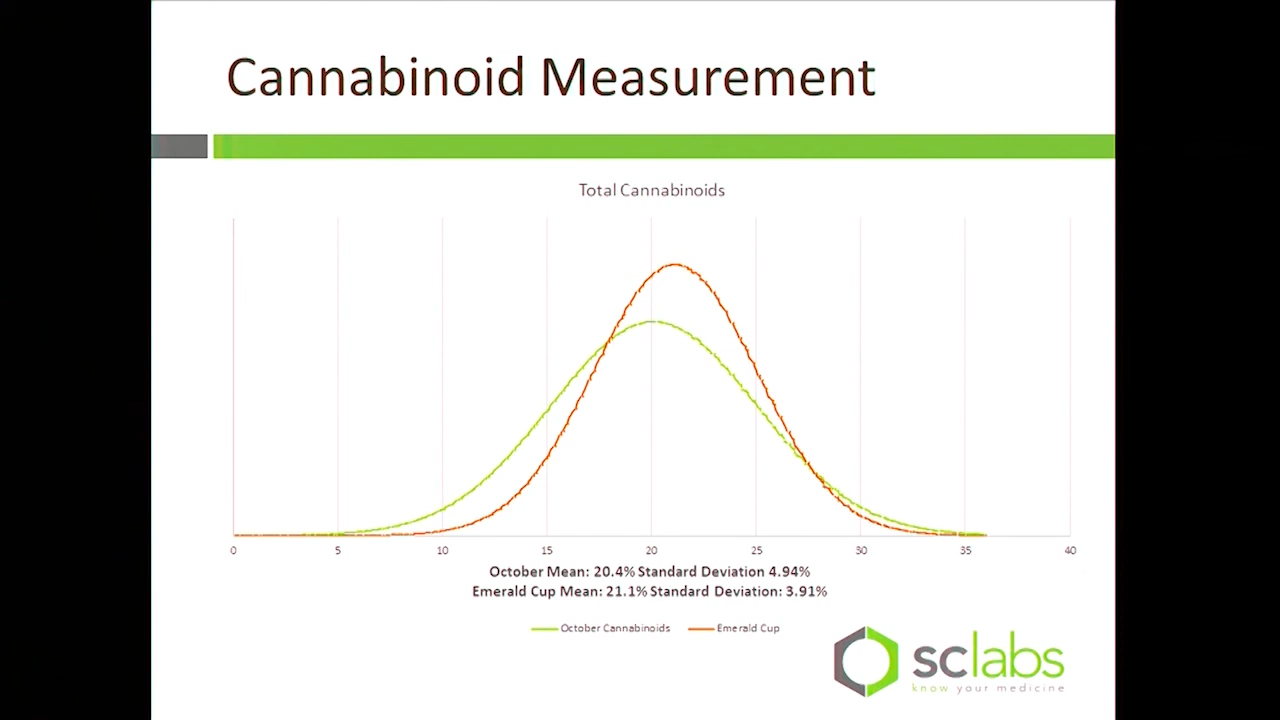 Cannabinoid Measurement
Total Cannabinoids
0 5 10 15 20 25 30 35 40
October Mean: 20.4% Standard Deviation 4.94%
Emerald Cup Mean: 21.1% Standard Deviation: 3.91%
October Cannabinoids Emerald Cup
sclabs
know your medicine